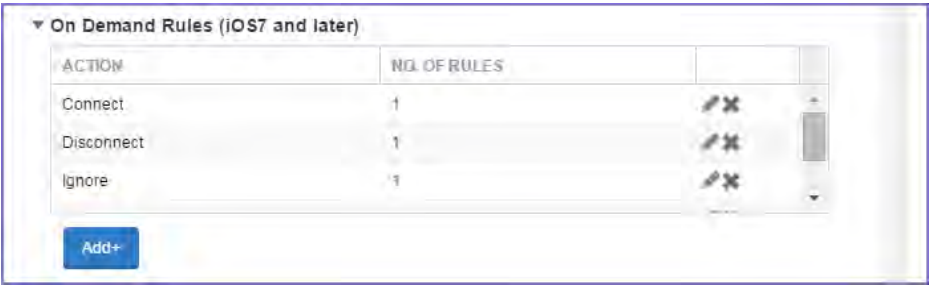 On Demand Rules (iOS7 and later)
ACTION NO. OF RULES
Connect 1
Disconnect 1
Ignore 1
Add+